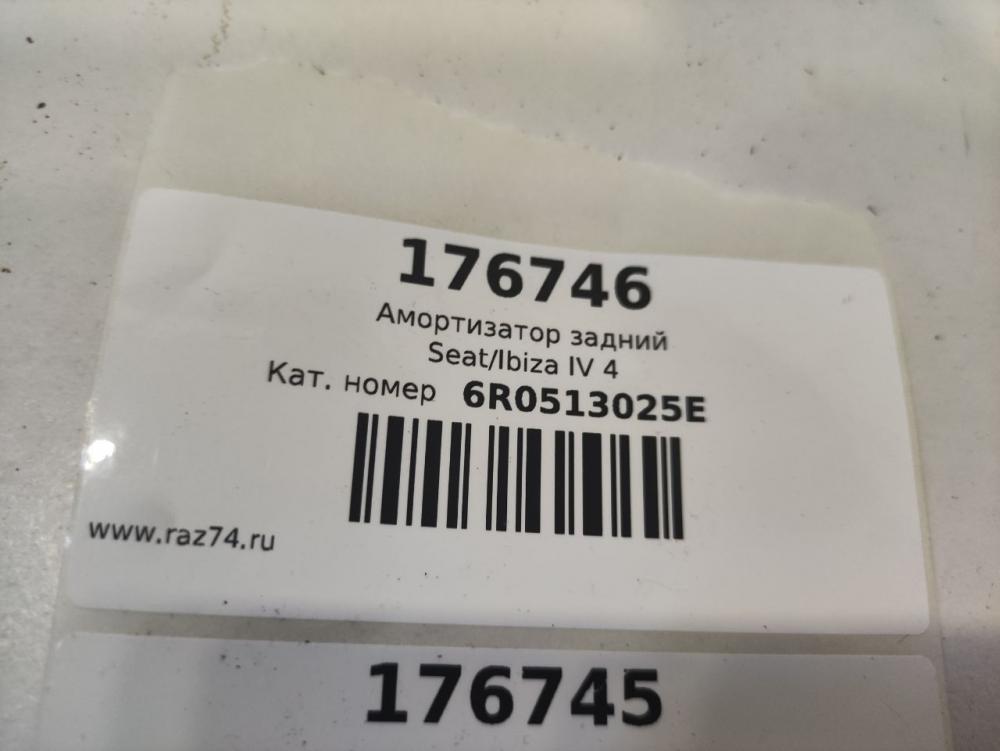 176746
Амортизатор задний
Seat/Ibiza IV 4
Кат. номер 6R0513025E
www.raz74.ru
176745